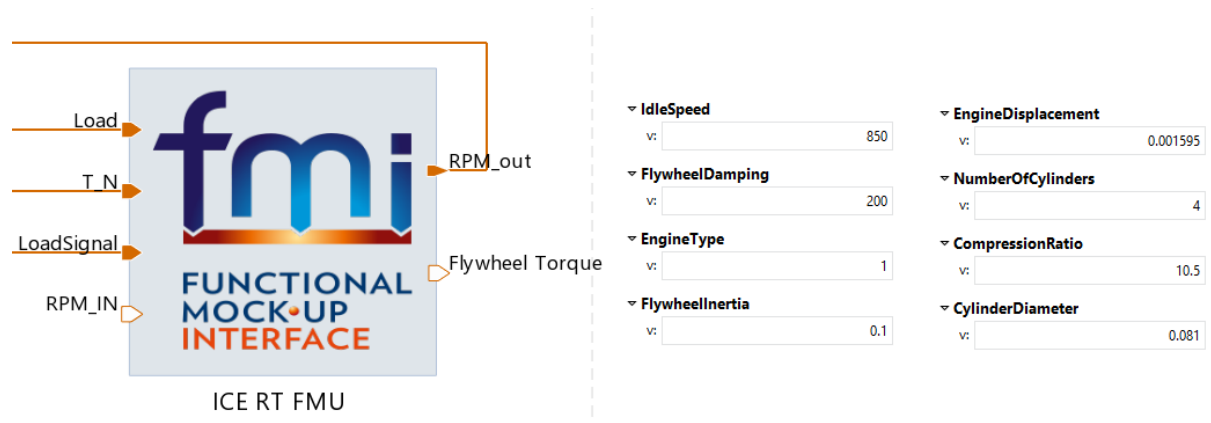 Load
T_N
LoadSignal
RPM_IN
RPM_out
Flywheel Torque
fmi
FUNCTIONAL
MOCK-UP
INTERFACE
ICE RT FMU
IdleSpeed
v: 850
FlywheelDamping
v: 200
EngineType
v: 1
FlywheelInertia
v: 0.1
EngineDisplacement
v: 0.001595
NumberOfCylinders
v: 4
CompressionRatio
v: 10.5
CylinderDiameter
v: 0.081